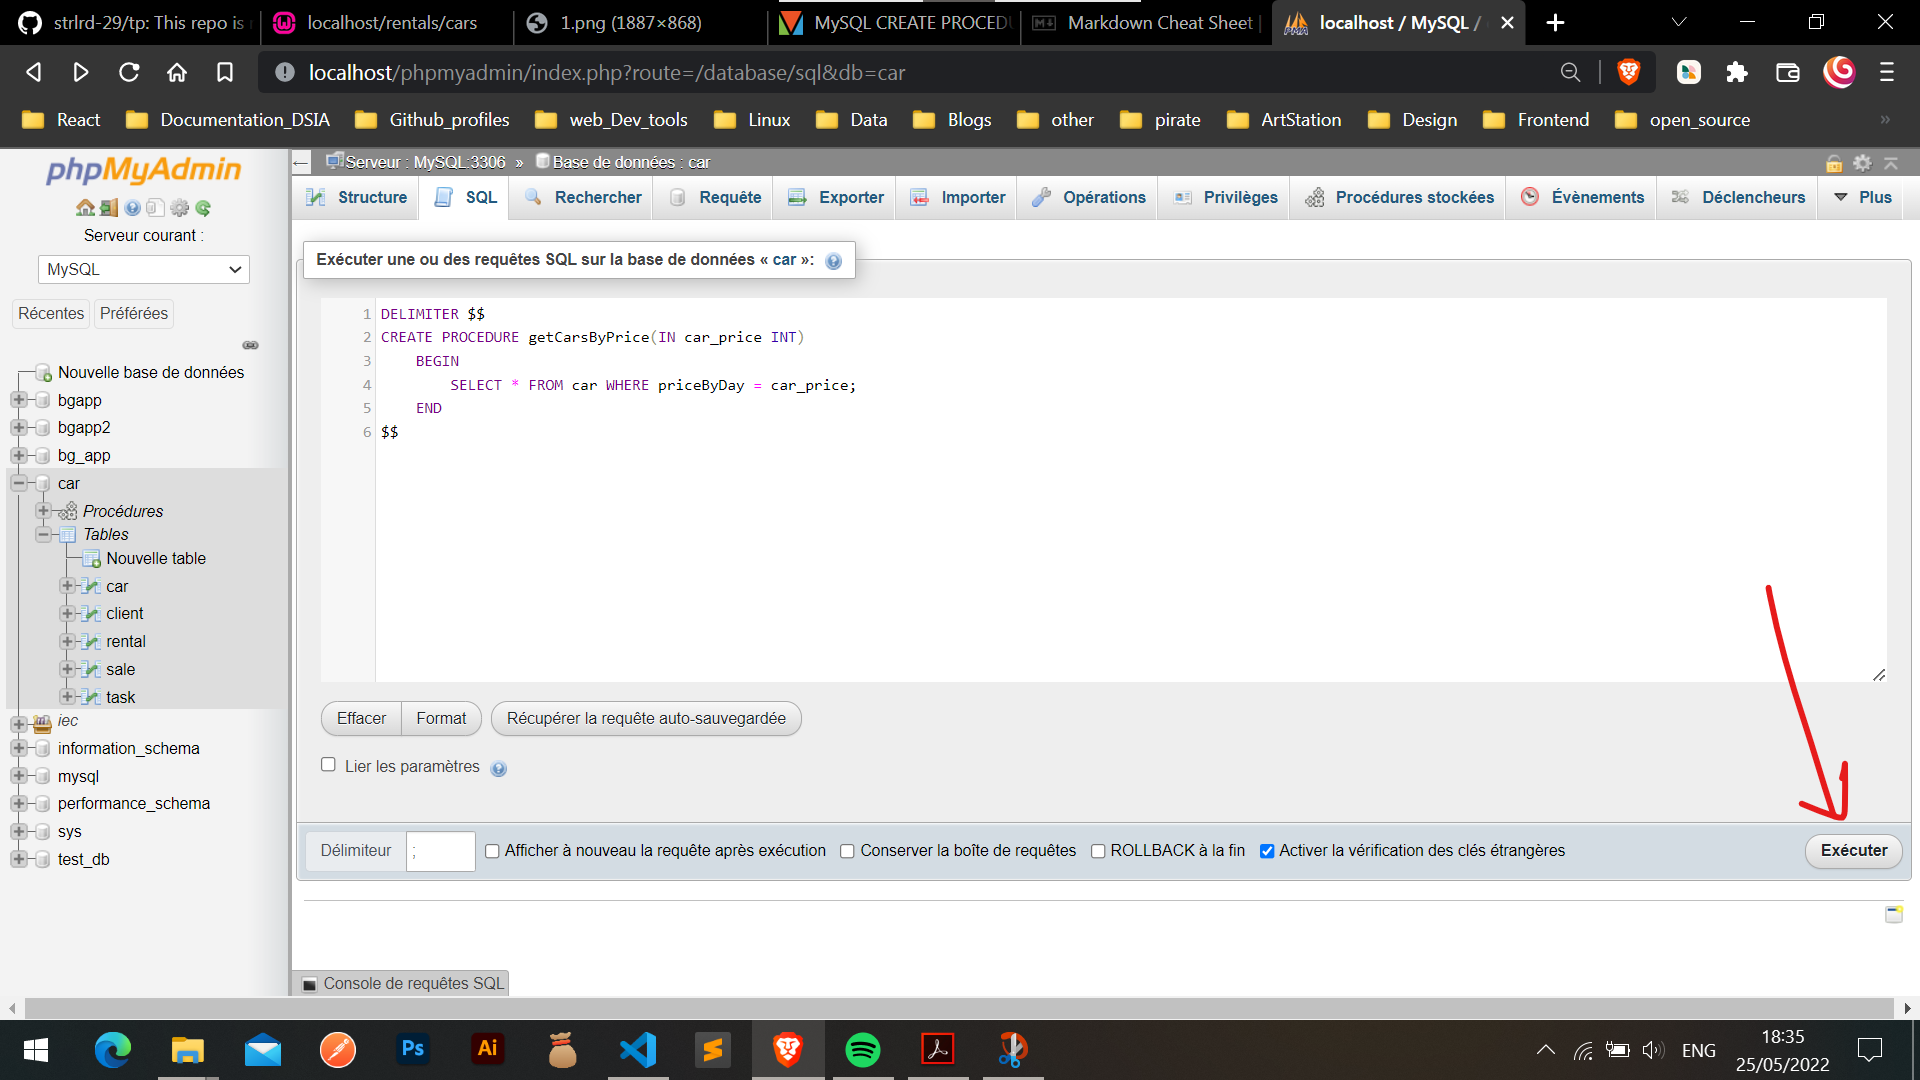 strlrd-29/tp: This repo is
localhost/rentals/cars
1.png (1887×868)
MySQL CREATE PROCEDU
Markdown Cheat Sheet
localhost / MySQL /
localhost/phpmyadmin/index.php?route=/database/sql&db=car
React
Documentation_DSIA
Github_profiles
web_Dev_tools
Linux
Data
Blogs
other
pirate
ArtStation
Design
Frontend
open_source
»
phpMyAdmin
Serveur courant :
MySQL
Récentes
Préférées
Nouvelle base de données
bgapp
bgapp2
bg_app
car
Procédures
Tables
Nouvelle table
car
client
rental
sale
task
iec
information_schema
mysql
performance_schema
sys
test_db
Serveur : MySQL:3306 » Base de données : car
Structure
SQL
Rechercher
Requête
Exporter
Importer
Opérations
Privilèges
Procédures stockées
Évènements
Déclencheurs
Plus
Exécuter une ou des requêtes SQL sur la base de données « car »:
1 DELIMITER $$
2 CREATE PROCEDURE getCarsByPrice(IN car_price INT)
3 BEGIN
4 SELECT * FROM car WHERE priceByDay = car_price;
5 END
6 $$
Effacer
Format
Récupérer la requête auto-sauvegardée
Lier les paramètres
Délimiteur ;
Afficher à nouveau la requête après exécution
Conserver la boîte de requêtes
ROLLBACK à la fin
Activer la vérification des clés étrangères
Exécuter
Console de requêtes SQL
Ps
Ai
ENG
18:35
25/05/2022